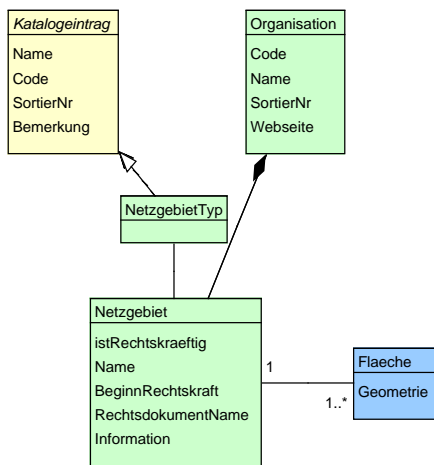 Katalogeintrag
Name
Code
SortierNr
Bemerkung
Organisation
Code
Name
SortierNr
Webseite
NetzgebietTyp
Netzgebiet
istRechtskraeftig
Name
BeginnRechtskraft
RechtsdokumentName
Information
1
1..*
Flaeche
Geometrie